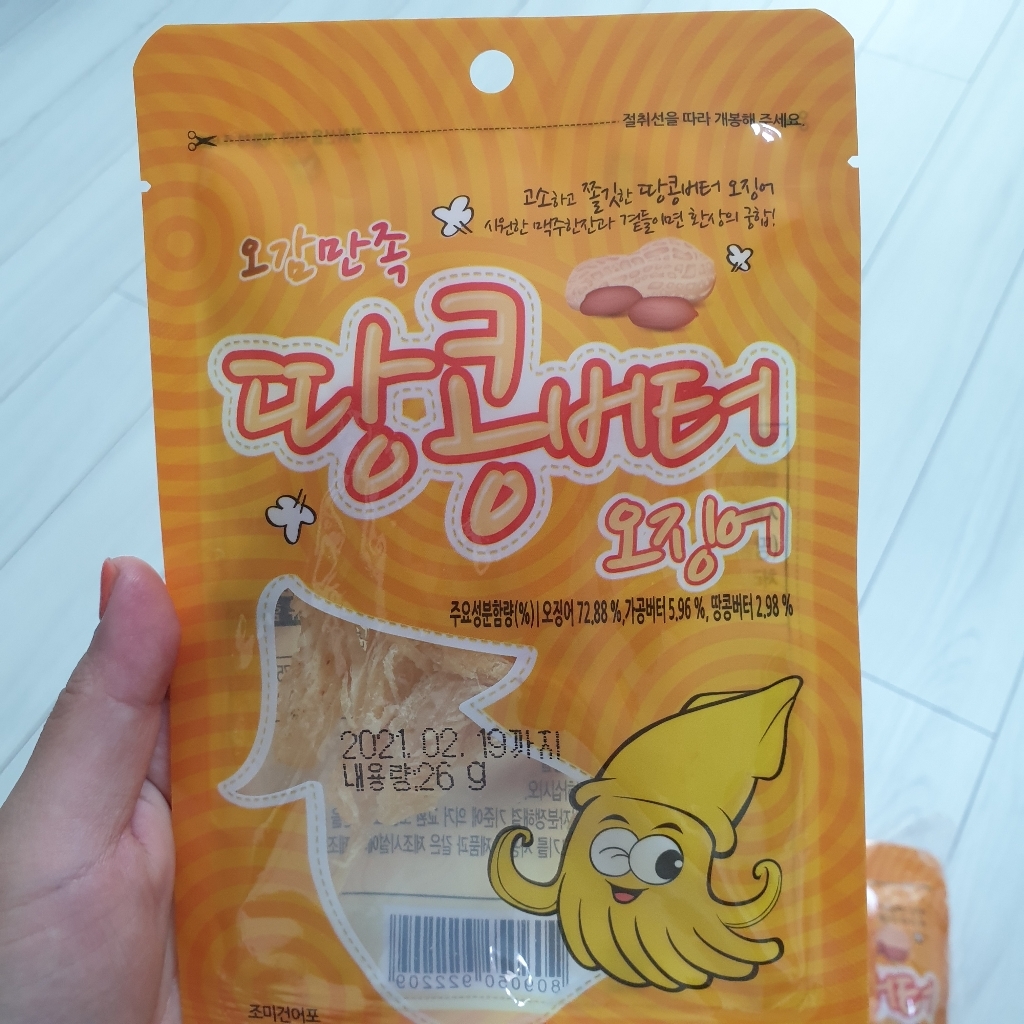 절취선을 따라 개봉해 주세요.
고소하고 쫄깃한 땅콩버터 오징어
시원한 맥주한잔과 곁들이면 환상의 궁합!
오감만족
땅콩버터
오징어
주요성분함량(%)|오징어 72.88 %,가공버터 5.96 %, 땅콩버터 2.98 %
2021. 02. 19까지
내용량:26 g
809050 922209
조미건어포